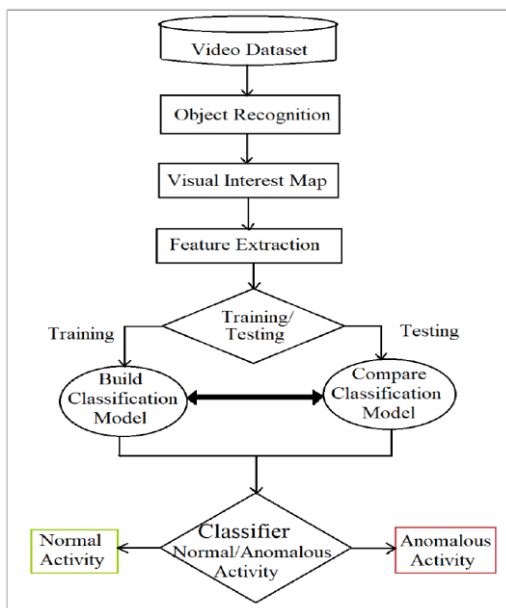 Video Dataset
Object Recognition
Visual Interest Map
Feature Extraction
Training/
Testing
Training
Testing
Build
Classification
Model
Compare
Classification
Model
Classifier
Normal/Anomalous
Activity
Normal
Activity
Anomalous
Activity